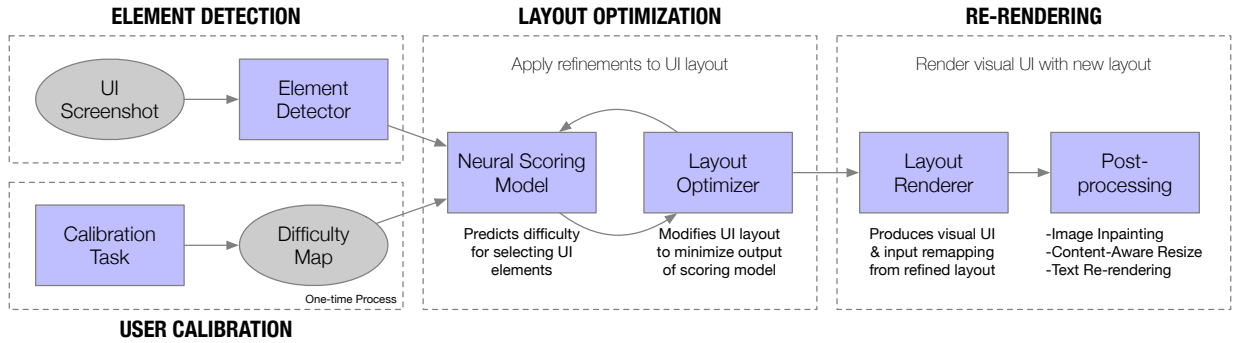 ELEMENT DETECTION
UI
Screenshot
Element
Detector
Calibration
Task
Difficulty
Map
One-time Process
USER CALIBRATION
LAYOUT OPTIMIZATION
Apply refinements to UI layout
Neural Scoring
Model
Predicts difficulty
for selecting UI
elements
Layout
Optimizer
Modifies UI layout
to minimize output
of scoring model
RE-RENDERING
Render visual UI with new layout
Layout
Renderer
Produces visual UI
& input remapping
from refined layout
Post-
processing
-Image Inpainting
-Content-Aware Resize
-Text Re-rendering